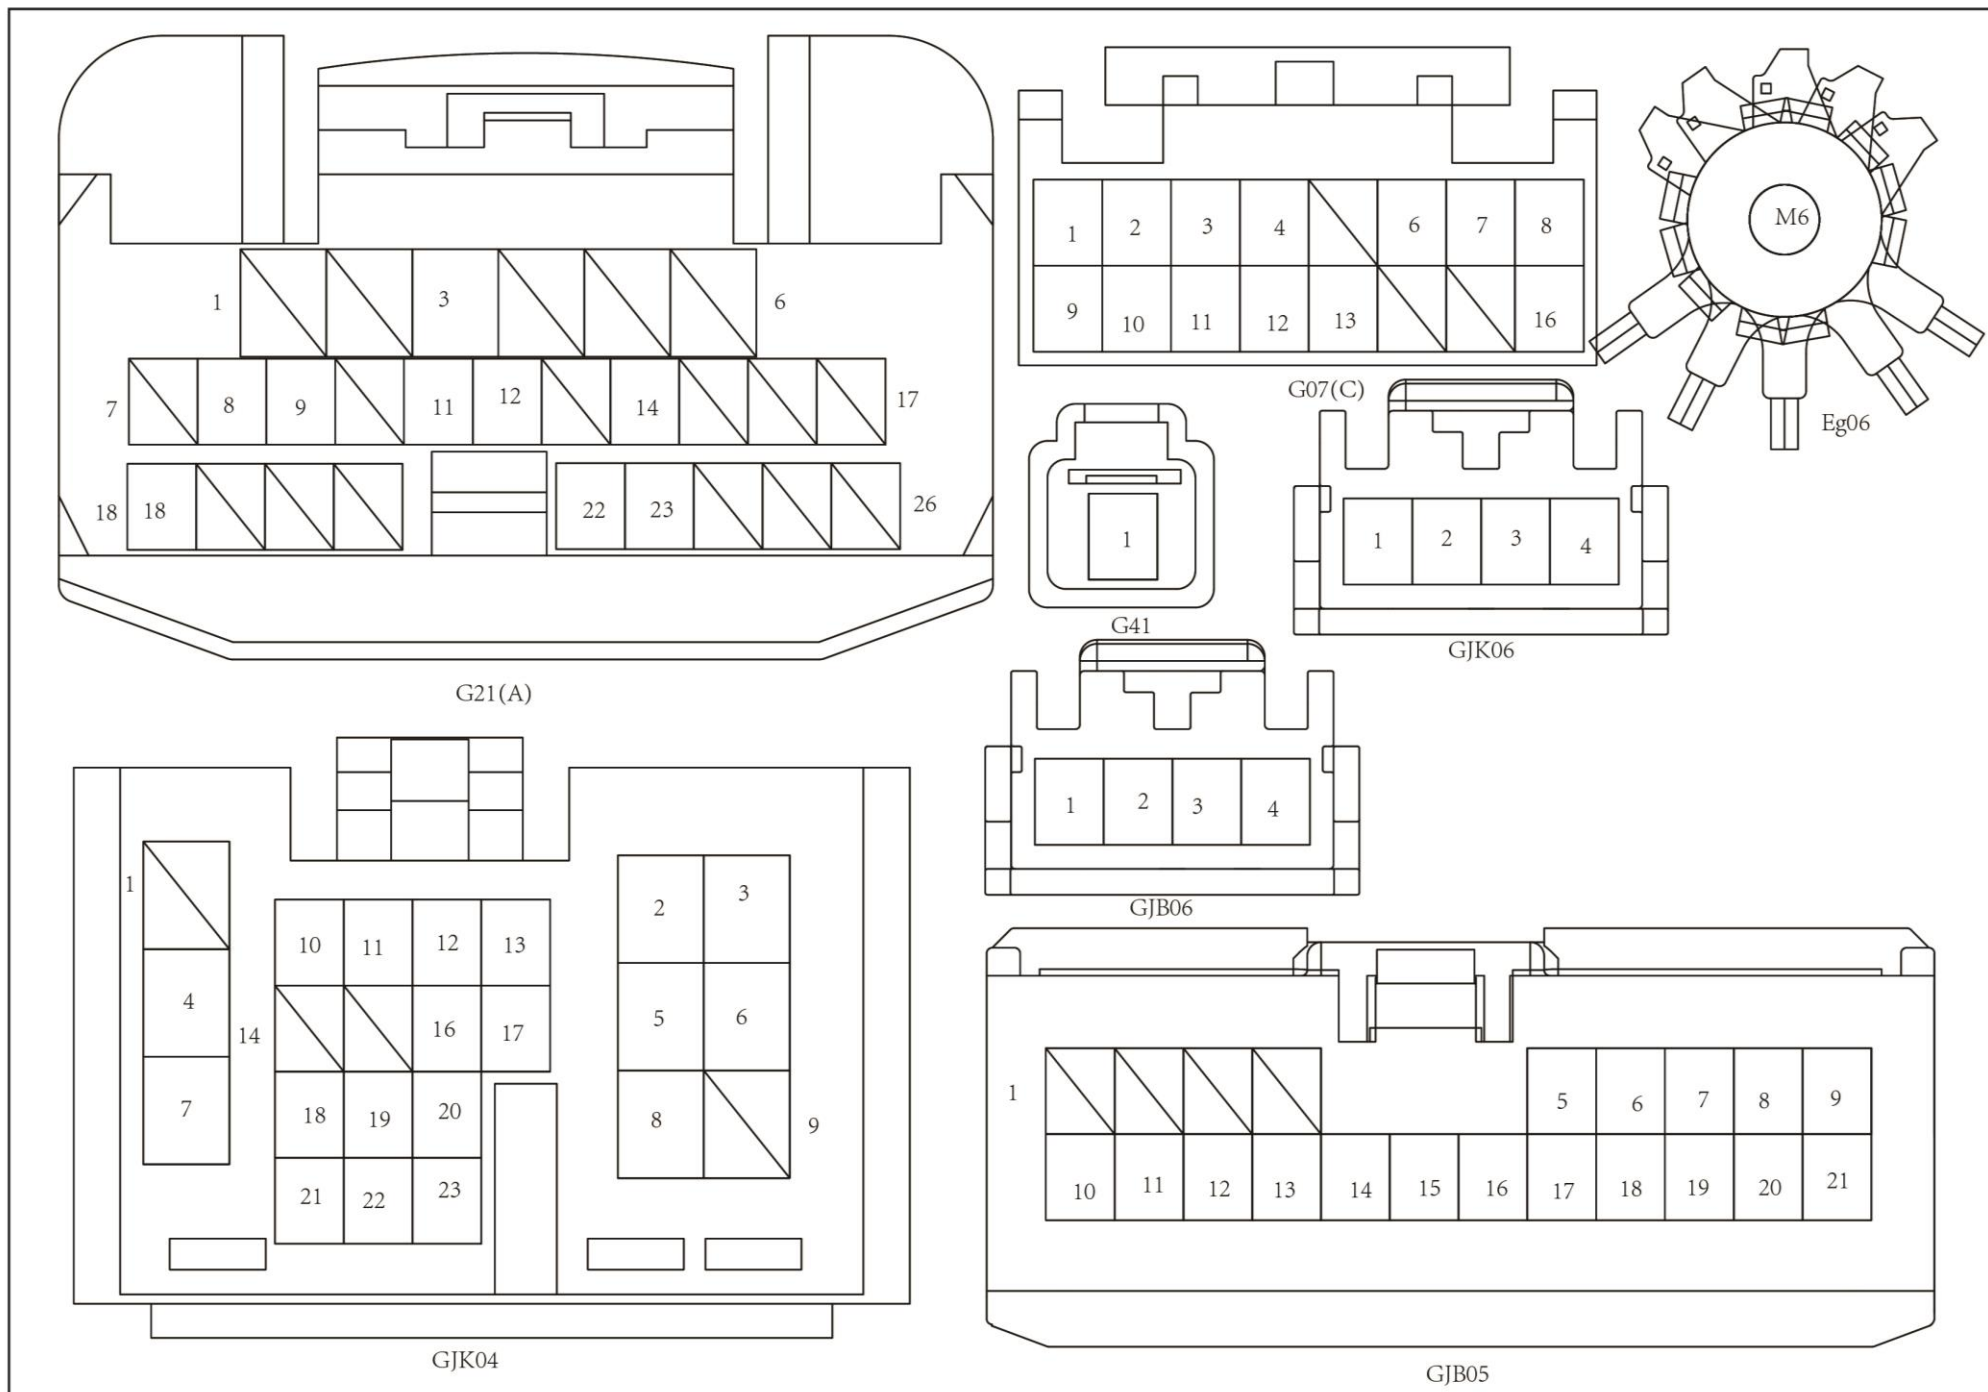 1 3 6
7 8 9 11 12 14 17
18 18 22 23 26
G21(A)
1 2 3 4 6 7 8
9 10 11 12 13 16
G07(C)
M6
Eg06
1
G41
1 2 3 4
GJK06
1 2 3 4
GJB06
1 2 3
10 11 12 13
4 14 16 17 5 6
7 18 19 20 8 9
21 22 23
GJK04
1 5 6 7 8 9
10 11 12 13 14 15 16 17 18 19 20 21
GJB05